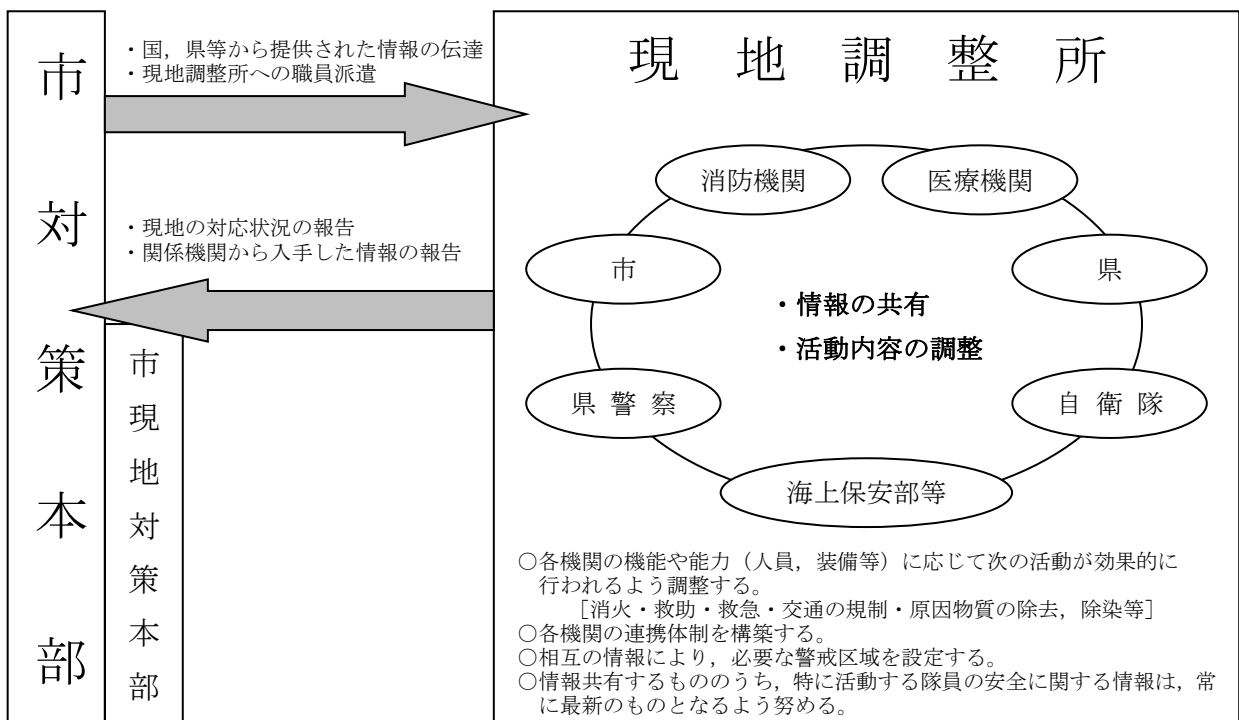 市対策本部
・国，県等から提供された情報の伝達
・現地調整所への職員派遣
・現地の対応状況の報告
・関係機関から入手した情報の報告
市現地対策本部
現地調整所
消防機関
医療機関
市
県
・情報の共有
・活動内容の調整
県警察
自衛隊
海上保安部等
○各機関の機能や能力（人員，装備等）に応じて次の活動が効果的に
行われるよう調整する。
［消火・救助・救急・交通の規制・原因物質の除去，除染等］
○各機関の連携体制を構築する。
○相互の情報により，必要な警戒区域を設定する。
○情報共有するもののうち，特に活動する隊員の安全に関する情報は，常
に最新のものとなるよう努める。